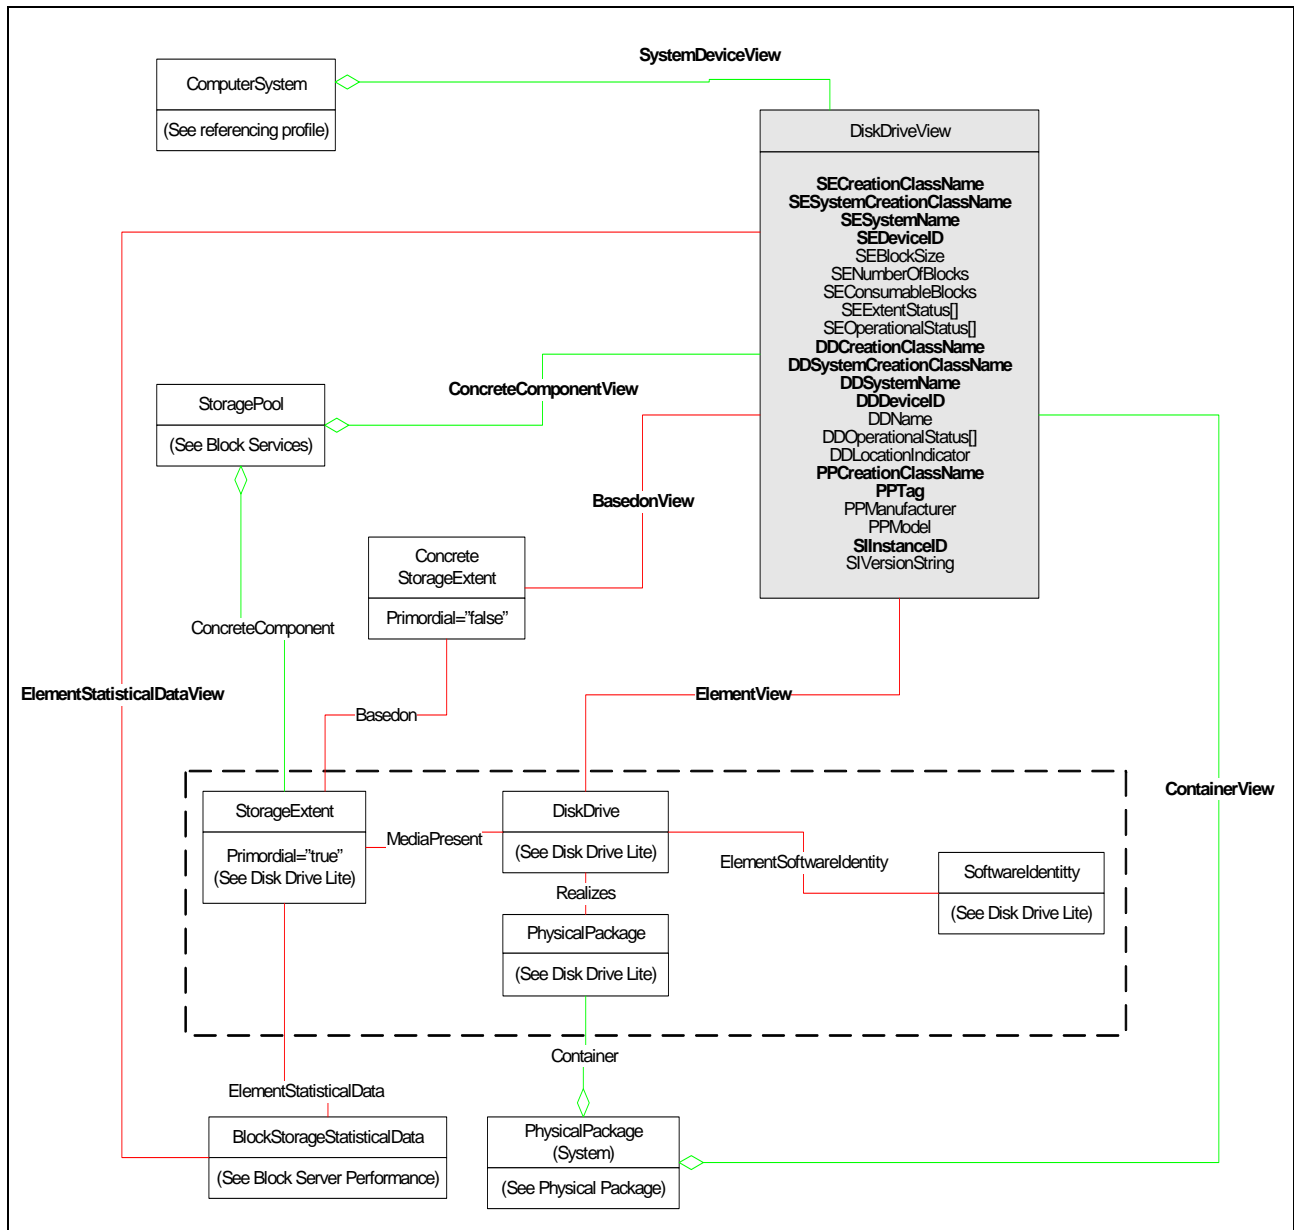 SystemDeviceView
ComputerSystem
(See referencing profile)
DiskDriveView
SECreationClassName
SESystemCreationClassName
SESystemName
SEDeviceID
SEBlockSize
SENumberOfBlocks
SEConsumableBlocks
SEExtentStatus[]
SEOperationalStatus[]
DDCreationClassName
DDSystemCreationClassName
DDSystemName
DDDeviceID
DDName
DDOperationalStatus[]
DDLocationIndicator
PPCreationClassName
PPTag
PPManufacturer
PPModel
SIInstanceID
SIVersionString
ConcreteComponentView
StoragePool
(See Block Services)
BasedonView
Concrete
StorageExtent
Primordial="false"
ConcreteComponent
ElementStatisticalDataView
Basedon
ElementView
ContainerView
StorageExtent
Primordial="true"
(See Disk Drive Lite)
MediaPresent
DiskDrive
(See Disk Drive Lite)
ElementSoftwareIdentity
SoftwareIdentitty
(See Disk Drive Lite)
Realizes
PhysicalPackage
(See Disk Drive Lite)
Container
ElementStatisticalData
BlockStorageStatisticalData
(See Block Server Performance)
PhysicalPackage
(System)
(See Physical Package)